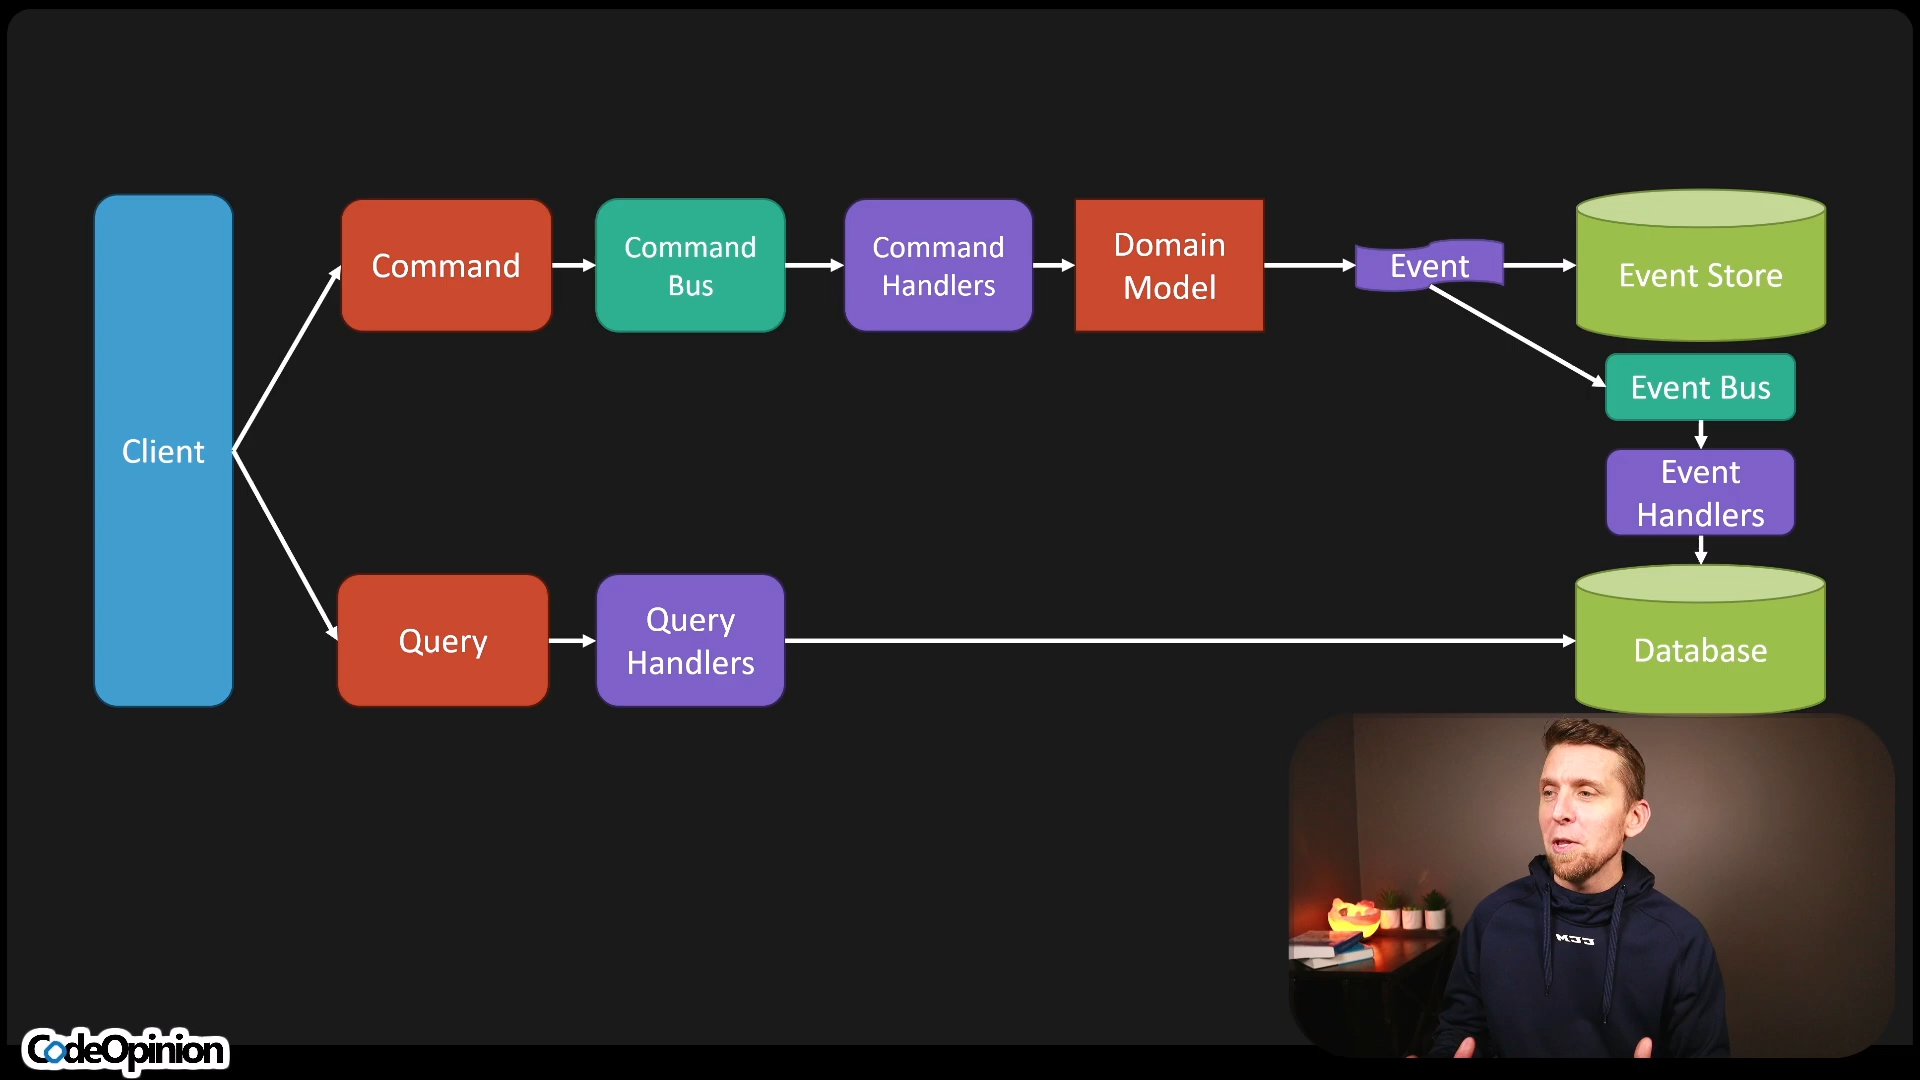 Client
Command
Command
Bus
Command
Handlers
Domain
Model
Event
Event Store
Event Bus
Event
Handlers
Query
Query
Handlers
Database
CodeOpinion